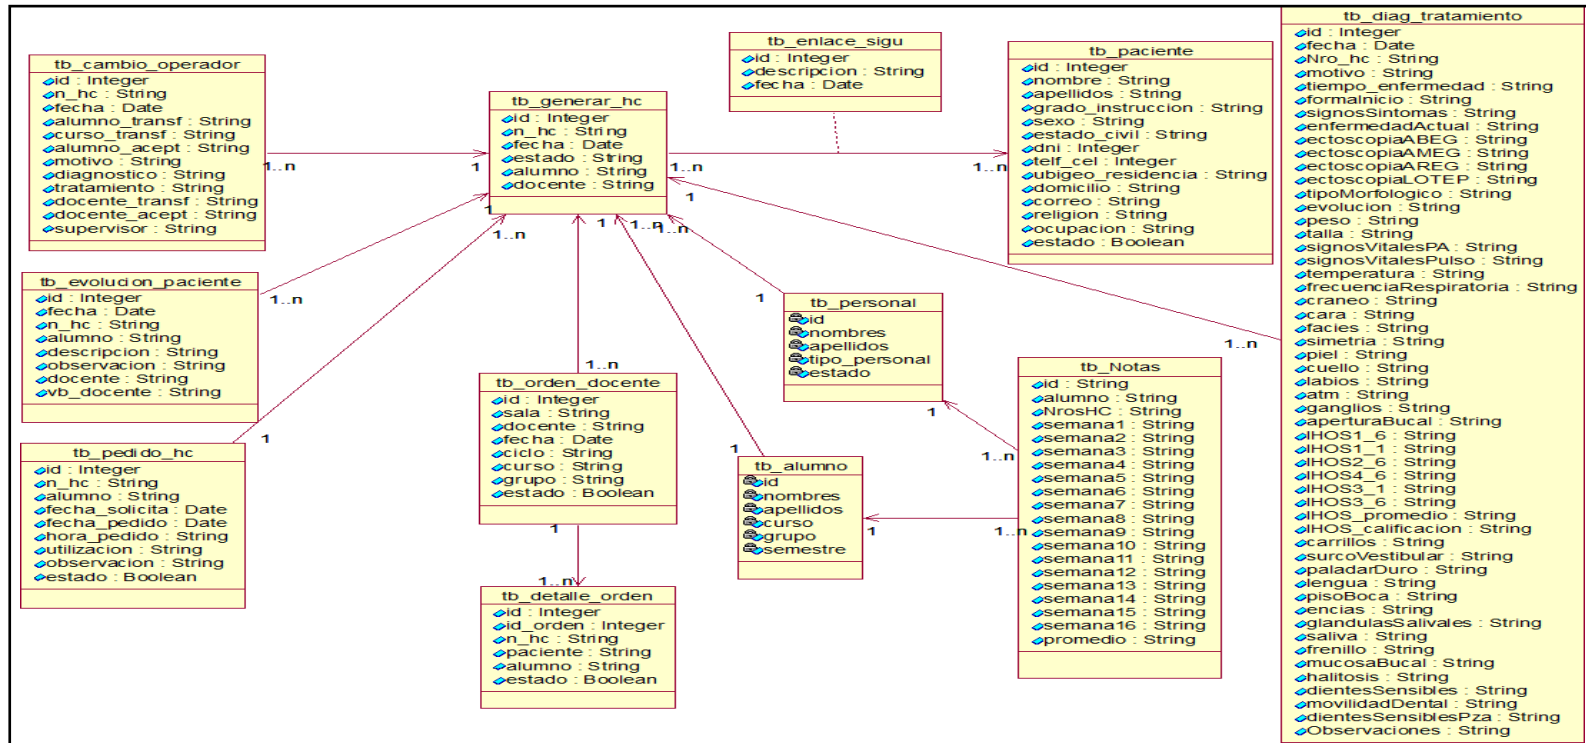 tb_cambio_operador
id : Integer
n_hc : String
fecha : Date
alumno_transf : String
curso_transf : String
alumno_acept : String
motivo : String
diagnostico : String
tratamiento : String
docente_transf : String
docente_acept : String
supervisor : String
1..n
1
tb_generar_hc
id : Integer
n_hc : String
fecha : Date
estado : String
alumno : String
docente : String
1..n
1..n
tb_enlace_sigu
id : Integer
descripcion : String
fecha : Date
tb_paciente
id : Integer
nombre : String
apellidos : String
grado_instruccion : String
sexo : String
estado_civil : String
dni : Integer
telf_cel : Integer
ubigeo_residencia : String
domicilio : String
correo : String
religion : String
ocupacion : String
estado : Boolean
1
1
1..n
1..n
1
1..n
1..n
tb_evolucion_paciente
id : Integer
fecha : Date
n_hc : String
alumno : String
descripcion : String
observacion : String
docente : String
vb_docente : String
1..n
tb_pedido_hc
id : Integer
n_hc : String
alumno : String
fecha_solicita : Date
fecha_pedido : Date
hora_pedido : String
utilizacion : String
observacion : String
estado : Boolean
1
1..n
tb_orden_docente
id : Integer
sala : String
docente : String
fecha : Date
ciclo : String
curso : String
grupo : String
estado : Boolean
1
1..n
tb_detalle_orden
id : Integer
id_orden : Integer
n_hc : String
paciente : String
alumno : String
estado : Boolean
1
tb_personal
id
nombres
apellidos
tipo_personal
estado
1
1
tb_alumno
id
nombres
apellidos
curso
grupo
semestre
1
1..n
1..n
tb_Notas
id : String
alumno : String
NrosHC : String
semana1 : String
semana2 : String
semana3 : String
semana4 : String
semana5 : String
semana6 : String
semana7 : String
semana8 : String
semana9 : String
semana10 : String
semana11 : String
semana12 : String
semana13 : String
semana14 : String
semana15 : String
semana16 : String
promedio : String
1..n
tb_diag_tratamiento
id : Integer
fecha : Date
Nro_hc : String
motivo : String
tiempo_enfermedad : String
formaInicio : String
signosSintomas : String
enfermedadActual : String
ectoscopiaABEG : String
ectoscopiaAMEG : String
ectoscopiaAREG : String
ectoscopiaLOTEP : String
tipoMorfologico : String
evolucion : String
peso : String
talla : String
signosVitalesPA : String
signosVitalesPulso : String
temperatura : String
frecuenciaRespiratoria : String
craneo : String
cara : String
facies : String
simetria : String
piel : String
cuello : String
labios : String
atm : String
ganglios : String
aperturaBucal : String
IHOS1_6 : String
IHOS1_1 : String
IHOS2_6 : String
IHOS4_6 : String
IHOS3_1 : String
IHOS3_6 : String
IHOS_promedio : String
IHOS_calificacion : String
carrillos : String
surcoVestibular : String
paladarDuro : String
lengua : String
pisoBoca : String
encias : String
glandulasSalivales : String
saliva : String
frenillo : String
mucosaBucal : String
halitosis : String
dientesSensibles : String
movilidadDental : String
dientesSensiblesPza : String
Observaciones : String